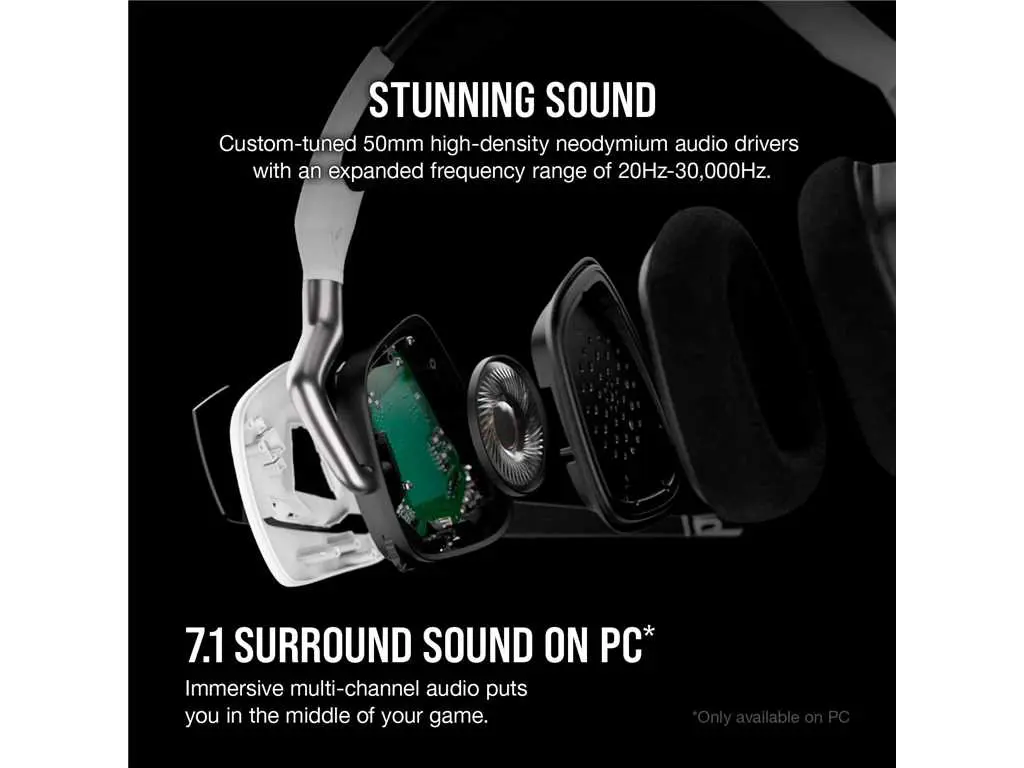 STUNNING SOUND
Custom-tuned 50mm high-density neodymium audio drivers
with an expanded frequency range of 20Hz-30,000Hz.
7.1 SURROUND SOUND ON PC*
Immersive multi-channel audio puts
you in the middle of your game.
*Only available on PC